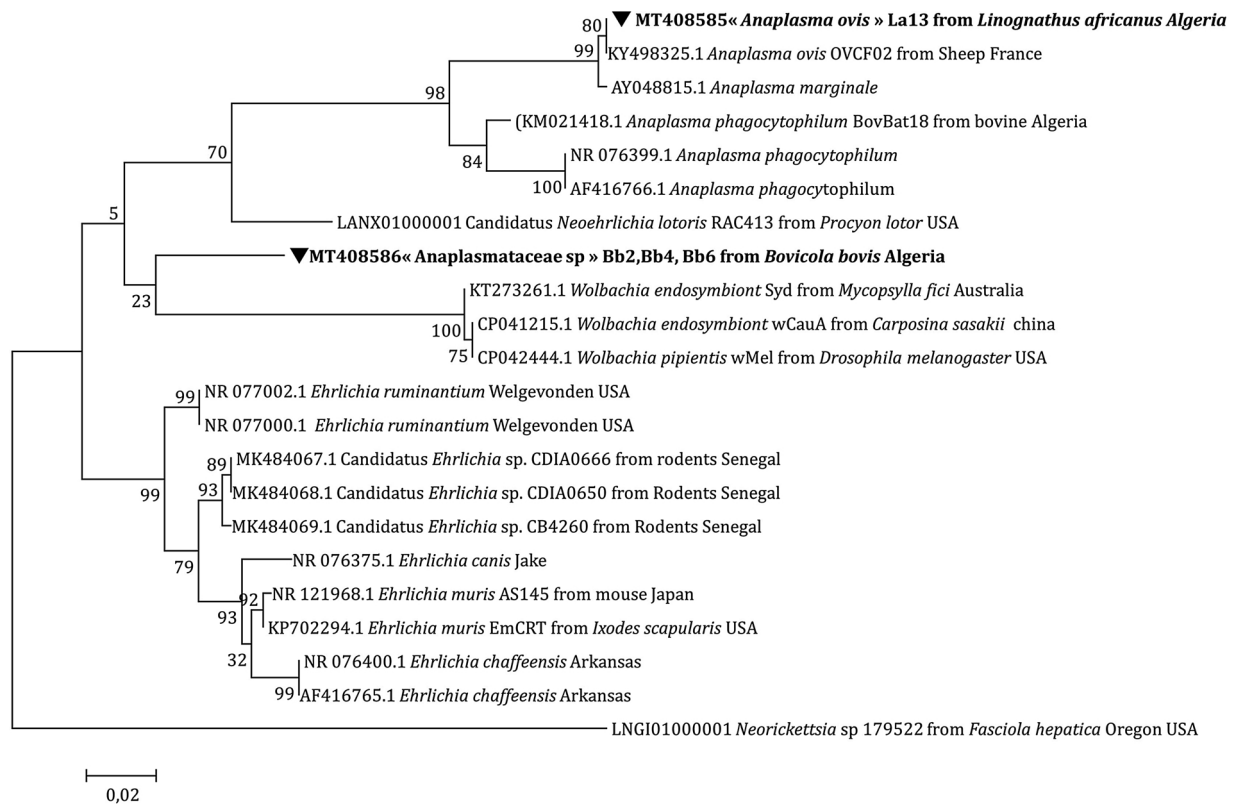 80
MT408585« Anaplasma ovis » La13 from Linognathus africanus Algeria
99
KY498325.1 Anaplasma ovis OVCF02 from Sheep France
AY048815.1 Anaplasma marginale
98
(KM021418.1 Anaplasma phagocytophilum BovBat18 from bovine Algeria
84
NR 076399.1 Anaplasma phagocytophilum
100
AF416766.1 Anaplasma phagocytophilum
70
LANX01000001 Candidatus Neoehrlichia lotoris RAC413 from Procyon lotor USA
5
MT408586« Anaplasmataceae sp » Bb2,Bb4, Bb6 from Bovicola bovis Algeria
23
KT273261.1 Wolbachia endosymbiont Syd from Mycopsylla fici Australia
100
CP041215.1 Wolbachia endosymbiont wCauA from Carposina sasakii china
75
CP042444.1 Wolbachia pipientis wMel from Drosophila melanogaster USA
99
NR 077002.1 Ehrlichia ruminantium Welgevonden USA
NR 077000.1 Ehrlichia ruminantium Welgevonden USA
89
MK484067.1 Candidatus Ehrlichia sp. CDIA0666 from rodents Senegal
99
93
MK484068.1 Candidatus Ehrlichia sp. CDIA0650 from Rodents Senegal
MK484069.1 Candidatus Ehrlichia sp. CB4260 from Rodents Senegal
79
NR 076375.1 Ehrlichia canis Jake
92
NR 121968.1 Ehrlichia muris AS145 from mouse Japan
93
KP702294.1 Ehrlichia muris EmCRT from Ixodes scapularis USA
32
NR 076400.1 Ehrlichia chaffeensis Arkansas
99
AF416765.1 Ehrlichia chaffeensis Arkansas
LNGI01000001 Neorickettsia sp 179522 from Fasciola hepatica Oregon USA
0,02